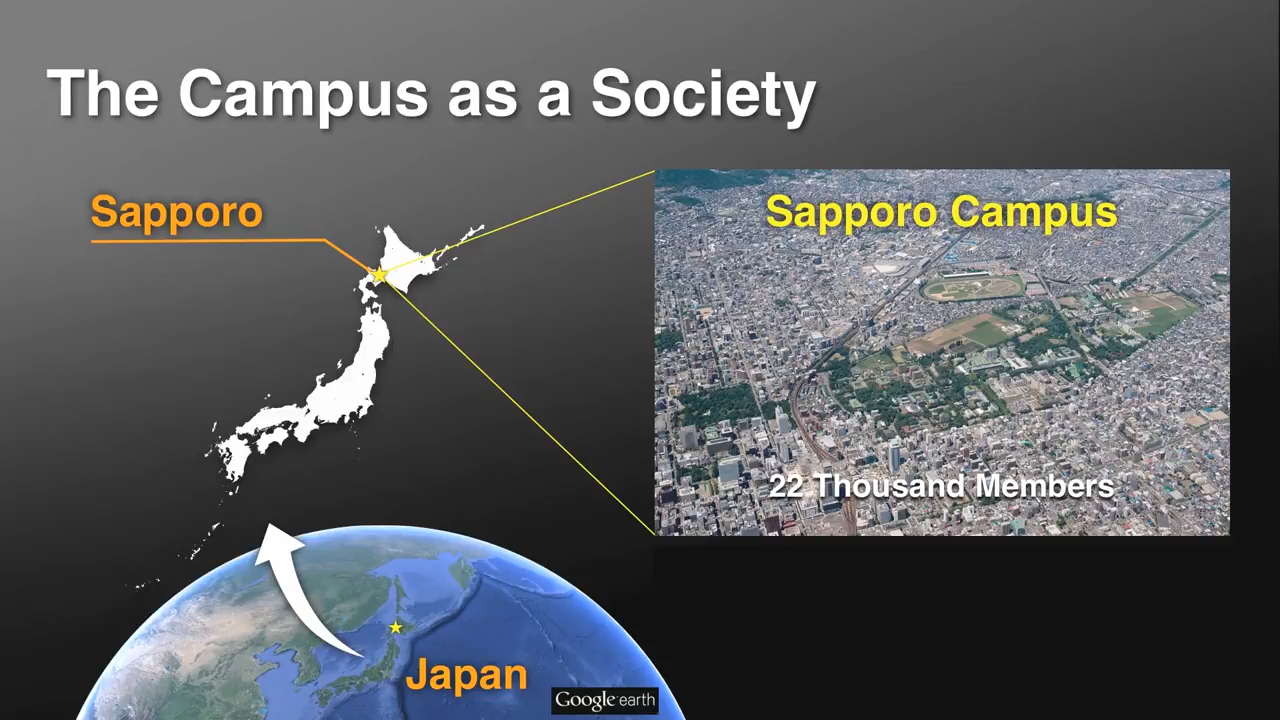 The Campus as a Society
Sapporo
Sapporo Campus
22 Thousand Members
Japan
Google earth